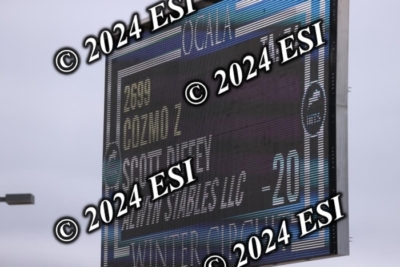 © 2024 ESI
OCALA
© 2024 ESI
2699
COZMO Z
HITS
SCOTT DIFFEY
ALWIN STABLES LLC
-20
© 2024 ESI
© 2024 ESI
WINTER CIRCUIT
© 2024 ESI